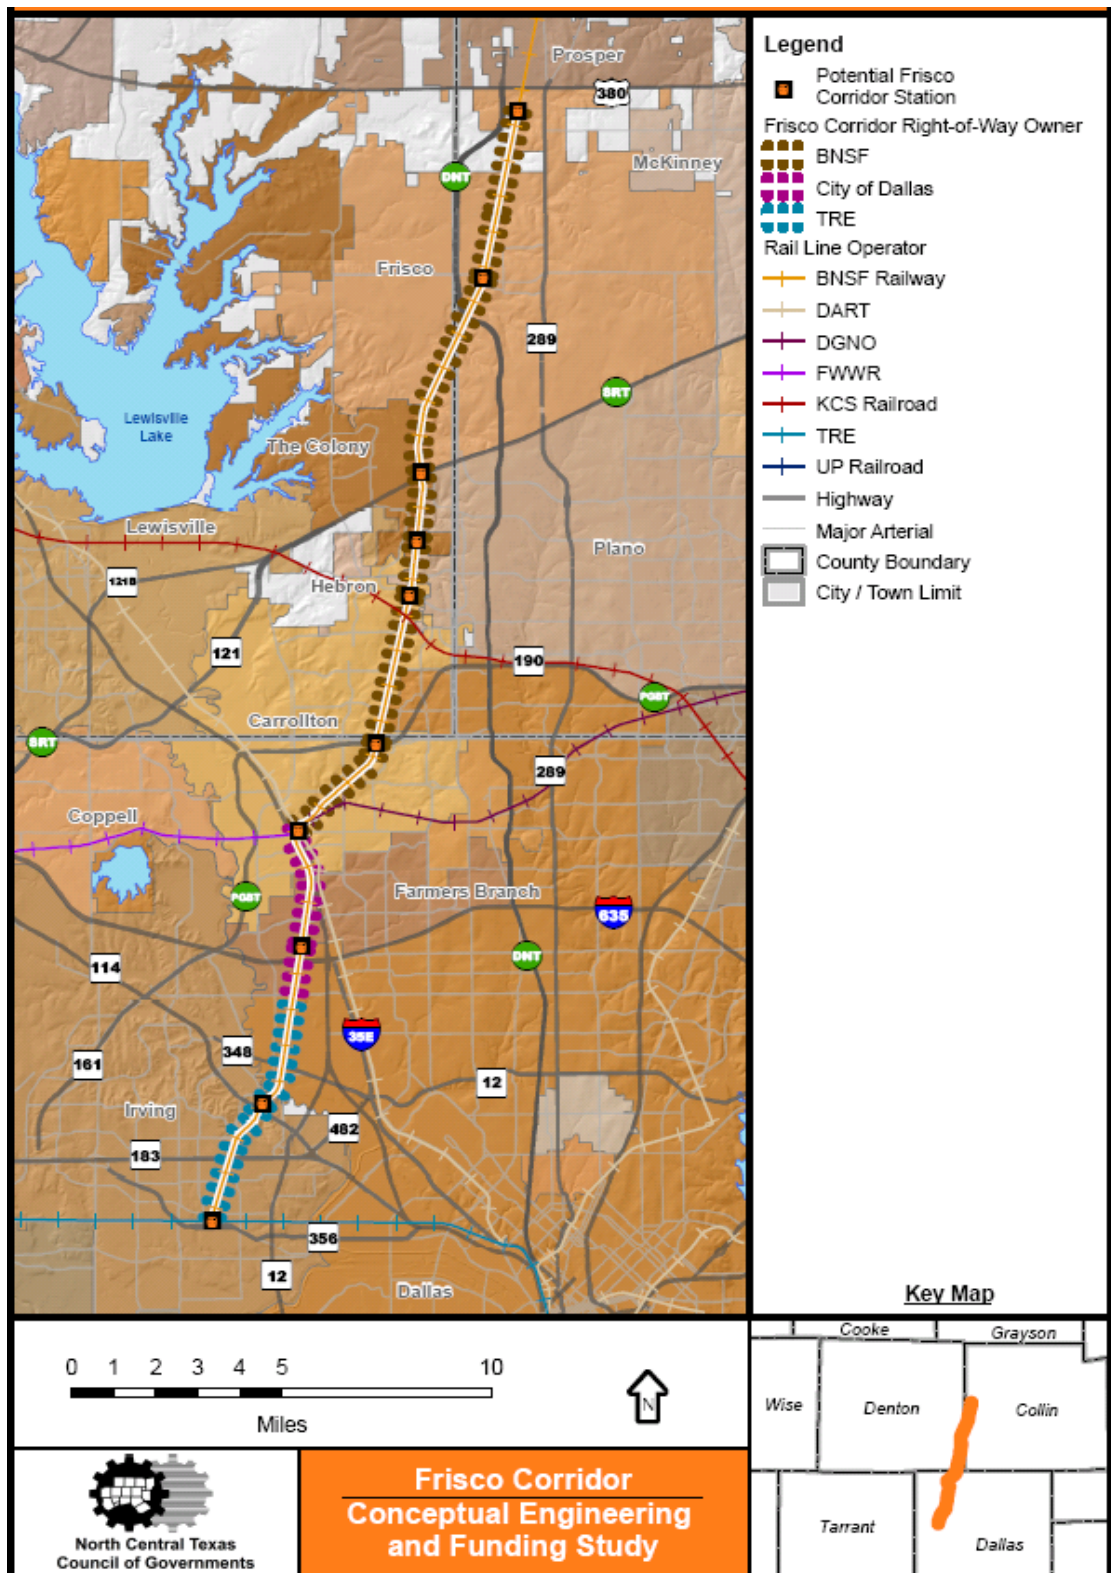 Prosper
380
McKinney
DNT
Frisco
289
SRT
Lewisville
Lake
The Colony
Lewisville
Plano
121B
Hebron
121
190
PGBT
Carrollton
SRT
289
Coppell
PGBT
Farmers Branch
635
DNT
114
35E
348
161
12
Irving
482
183
356
12
Dallas
Legend
Potential Frisco
Corridor Station
Frisco Corridor Right-of-Way Owner
BNSF
City of Dallas
TRE
Rail Line Operator
BNSF Railway
DART
DGNO
FWWR
KCS Railroad
TRE
UP Railroad
Highway
Major Arterial
County Boundary
City / Town Limit
Key Map
Cooke
Grayson
Wise
Denton
Collin
Tarrant
Dallas
0 1 2 3 4 5 10
Miles
N
North Central Texas
Council of Governments
Frisco Corridor
Conceptual Engineering
and Funding Study